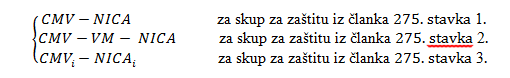 CMV − NICA za skup za zaštitu iz članka 275. stavka 1.
CMV − VM − NICA za skup za zaštitu iz članka 275. stavka 2.
CMVᵢ − NICAᵢ za skup za zaštitu iz članka 275. stavka 3.